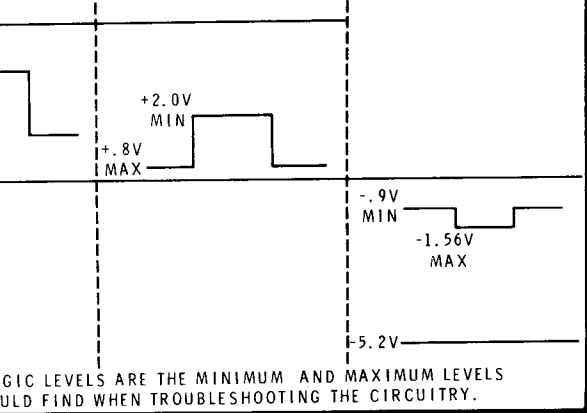 +2.0V
MIN
+.8V
MAX
-.9V
MIN
-1.56V
MAX
-5.2V
GIC LEVELS ARE THE MINIMUM AND MAXIMUM LEVELS
ULD FIND WHEN TROUBLESHOOTING THE CIRCUITRY.